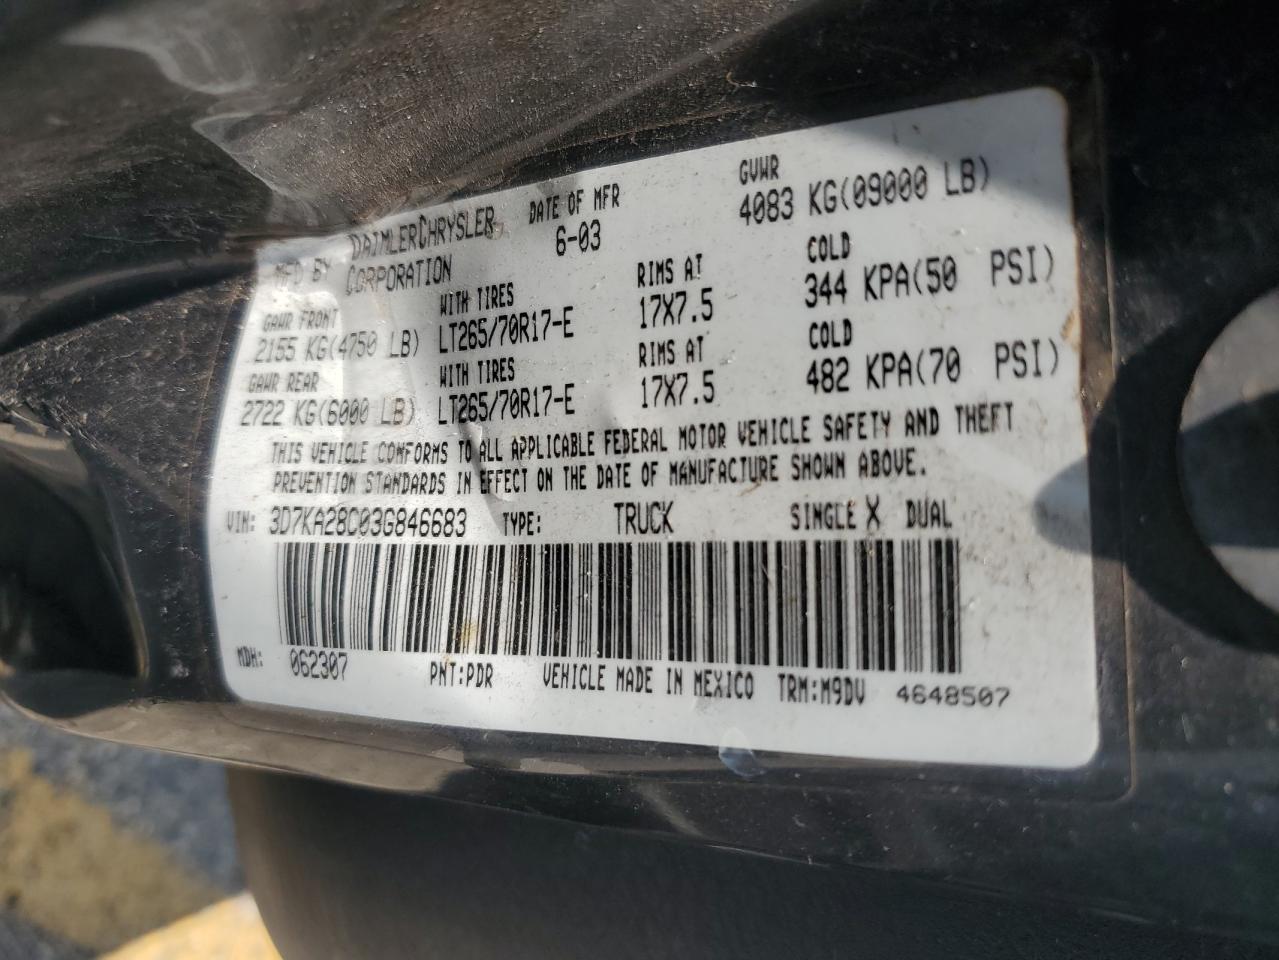 MFD BY DAIMLERCHRYSLER CORPORATION DATE OF MFR 6-03 GVWR 4083 KG(09000 LB)
GAWR FRONT WITH TIRES RIMS AT COLD
2155 KG(4750 LB) LT265/70R17-E 17X7.5 344 KPA(50 PSI)
GAWR REAR WITH TIRES RIMS AT COLD
2722 KG(6000 LB) LT265/70R17-E 17X7.5 482 KPA(70 PSI)
THIS VEHICLE CONFORMS TO ALL APPLICABLE FEDERAL MOTOR VEHICLE SAFETY AND THEFT
PREVENTION STANDARDS IN EFFECT ON THE DATE OF MANUFACTURE SHOWN ABOVE.
VIN: 3D7KA28C03G846683 TYPE: TRUCK SINGLE X DUAL
MDH: 062307 PNT:PDR VEHICLE MADE IN MEXICO TRM:M9DV 4648507